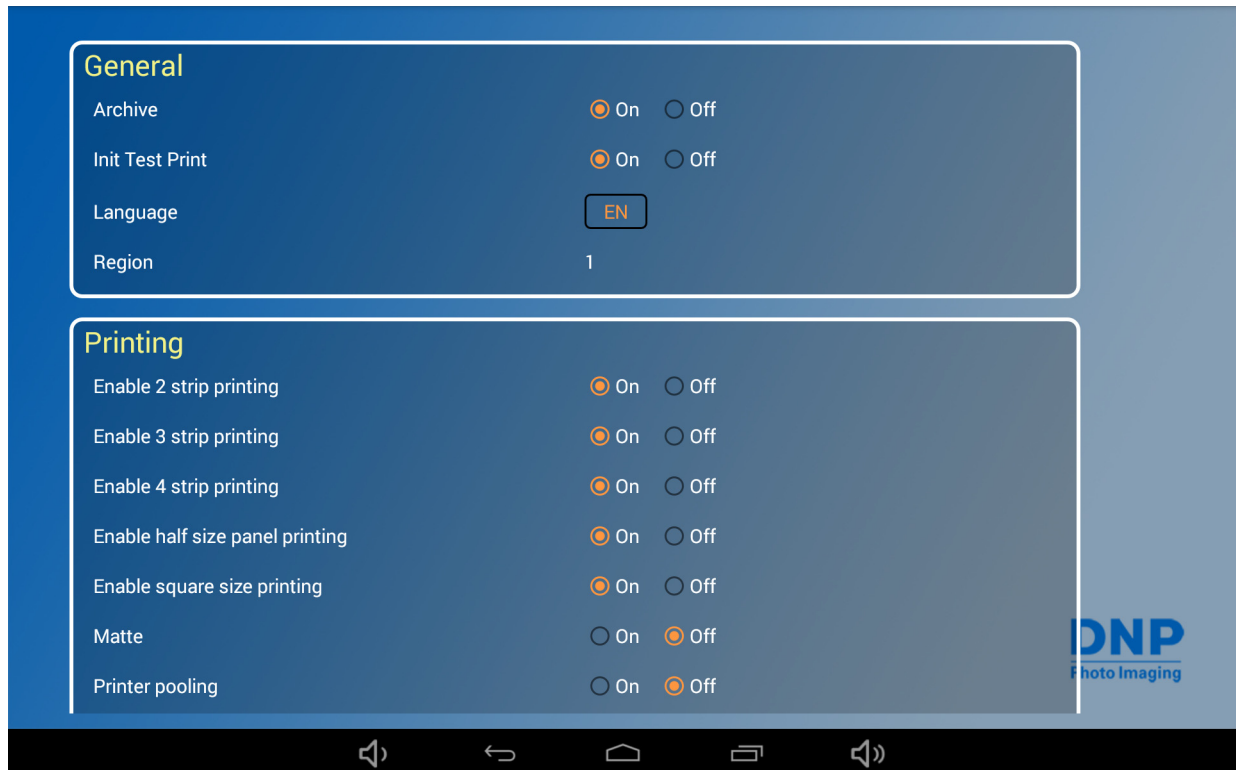 General
Archive On Off
Init Test Print On Off
Language EN
Region 1
Printing
Enable 2 strip printing On Off
Enable 3 strip printing On Off
Enable 4 strip printing On Off
Enable half size panel printing On Off
Enable square size printing On Off
Matte On Off
DNP
Photo Imaging
Printer pooling On Off